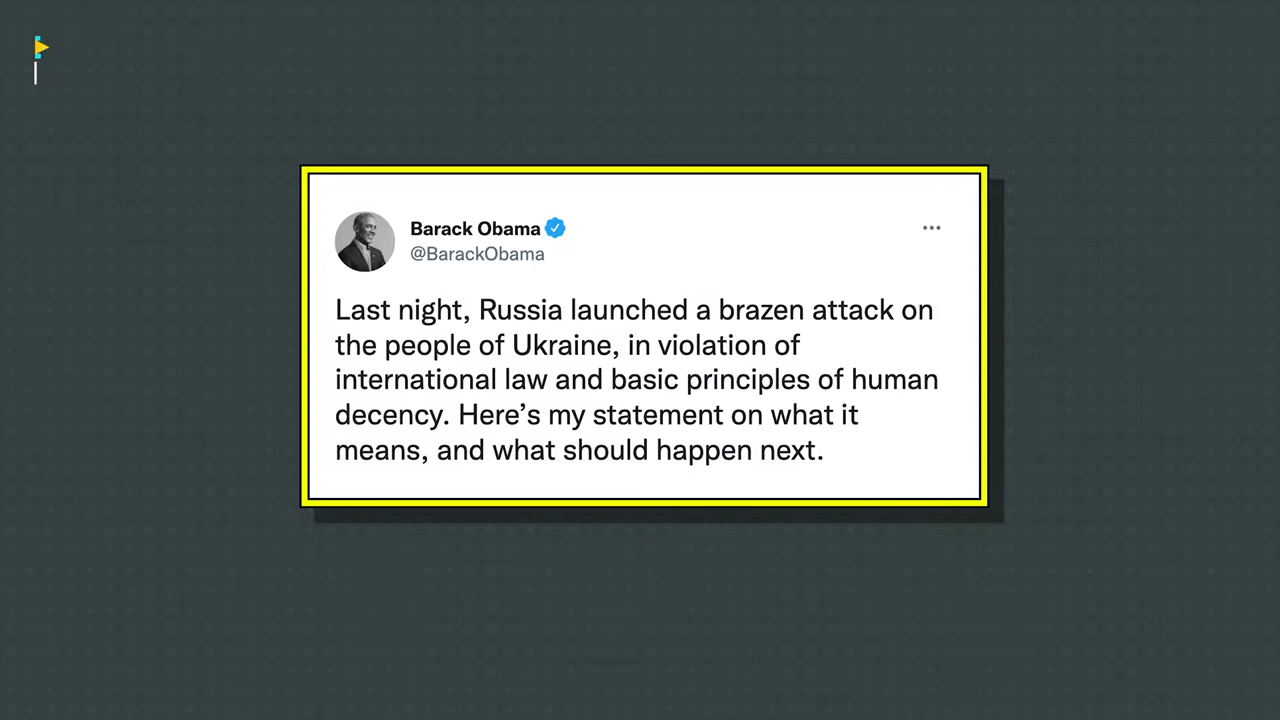 Barack Obama
@BarackObama
Last night, Russia launched a brazen attack on
the people of Ukraine, in violation of
international law and basic principles of human
decency. Here’s my statement on what it
means, and what should happen next.